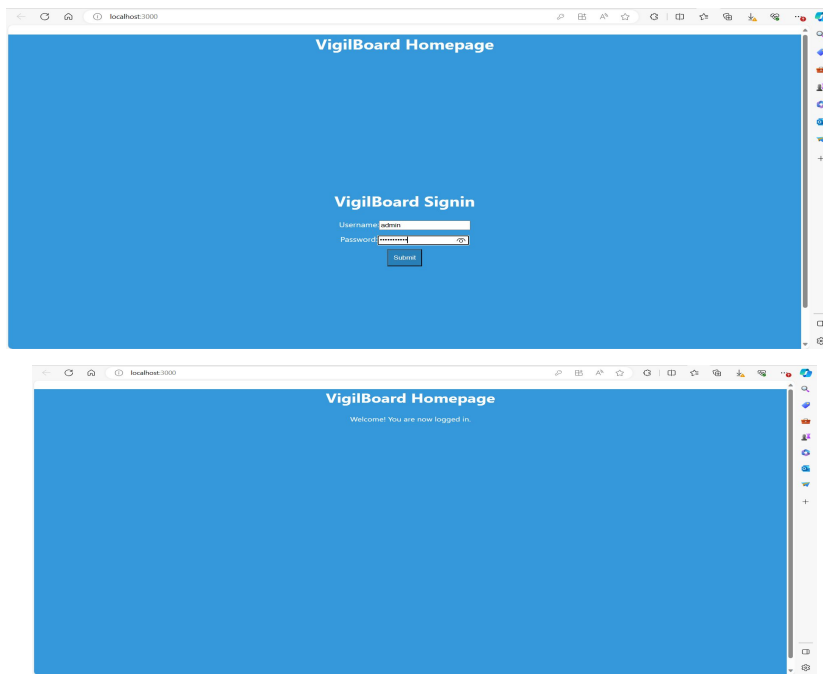 localhost:3000
VigilBoard Homepage
VigilBoard Signin
Username: admin
Password: •••••••••••
Submit
localhost:3000
VigilBoard Homepage
Welcome! You are now logged in.